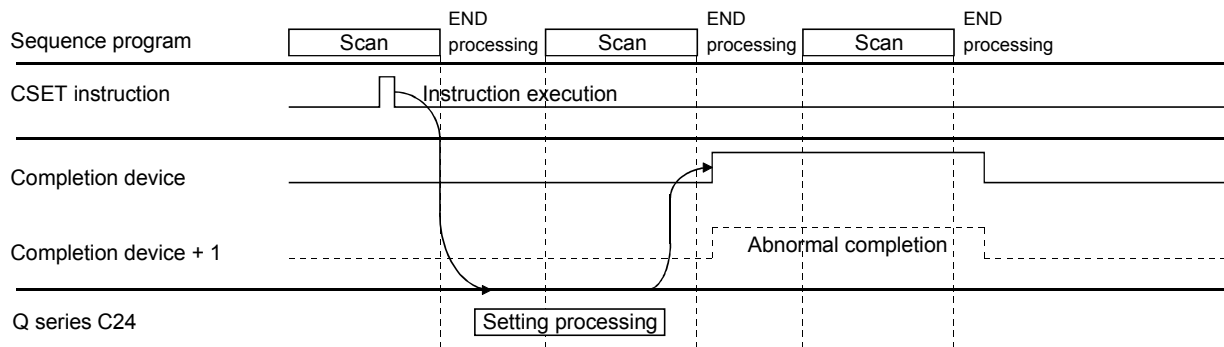 END END END
Sequence program Scan processing Scan processing Scan processing
CSET instruction Instruction execution
Completion device
Completion device + 1 Abnormal completion
Q series C24 Setting processing